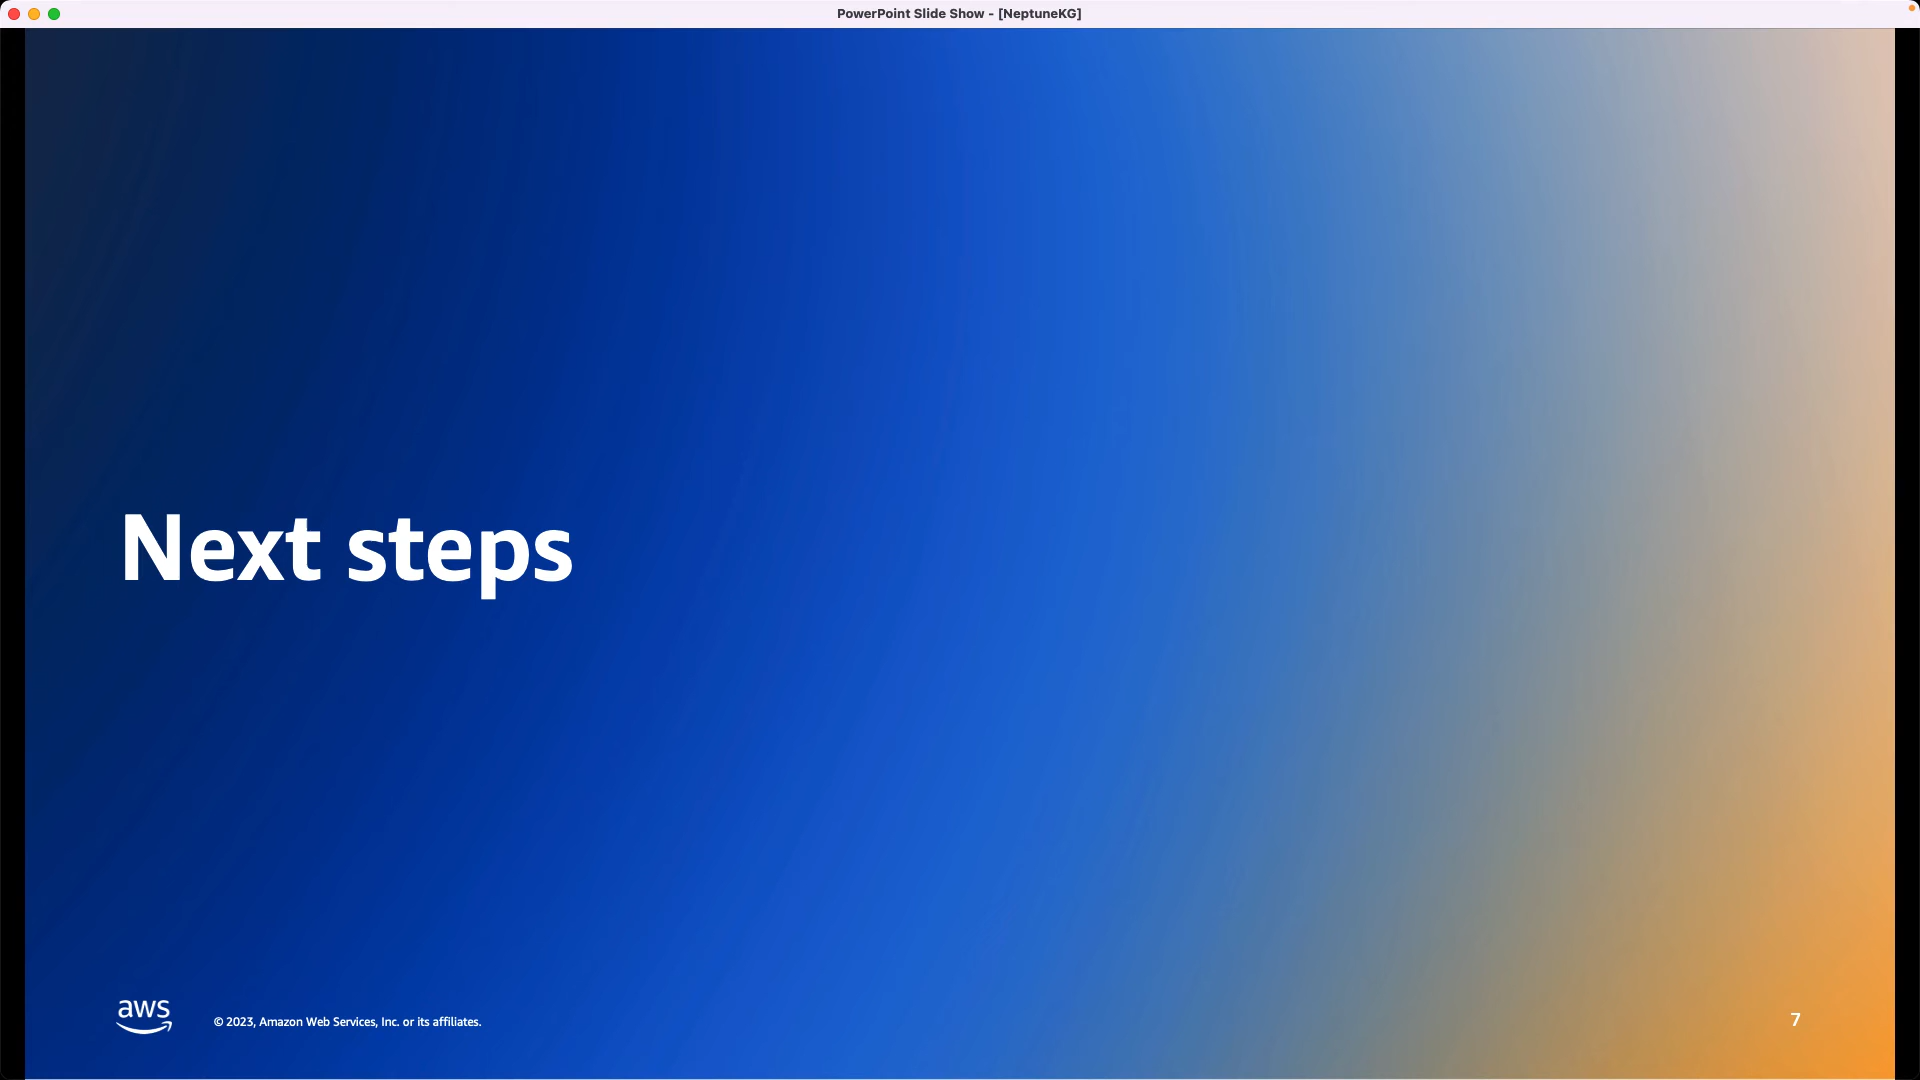 PowerPoint Slide Show - [NeptuneKG]
Next steps
aws
© 2023, Amazon Web Services, Inc. or its affiliates.
7